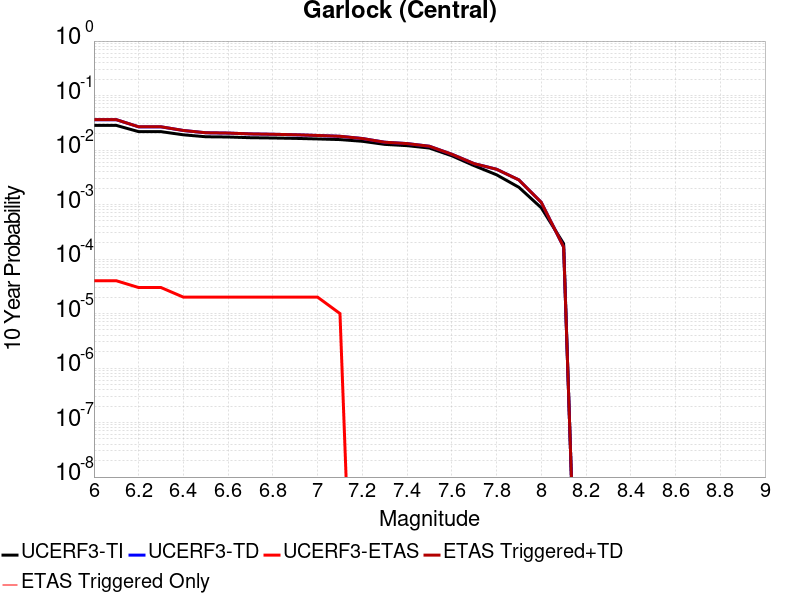 Garlock (Central)
10^0
10^-1
10^-2
10^-3
10^-4
10^-5
10^-6
10^-7
10^-8
10 Year Probability
6 6.2 6.4 6.6 6.8 7 7.2 7.4 7.6 7.8 8 8.2 8.4 8.6 8.8 9
Magnitude
UCERF3-TI UCERF3-TD UCERF3-ETAS ETAS Triggered+TD
ETAS Triggered Only